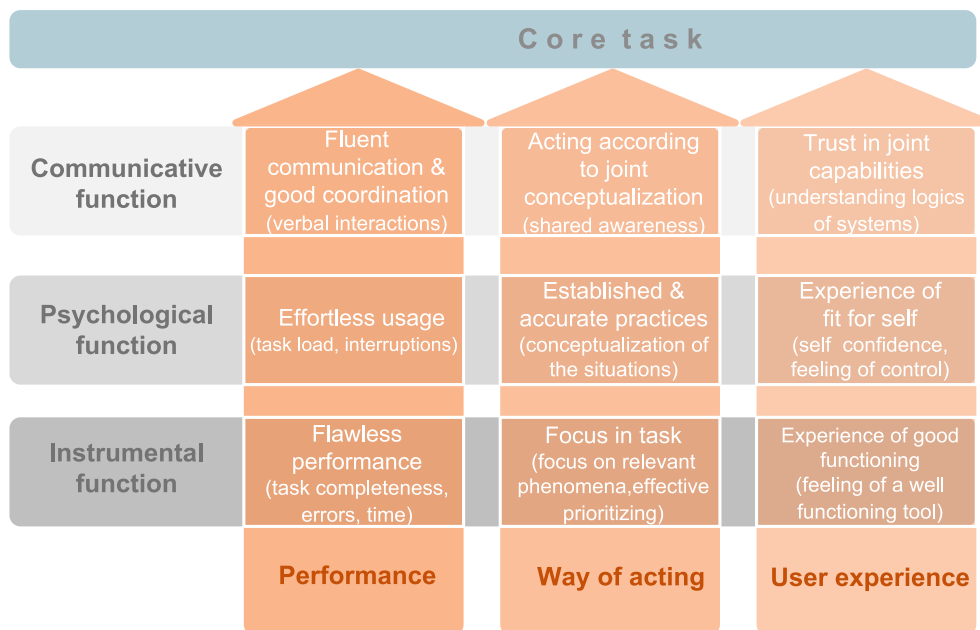 Core task
Communicative
function
Fluent
communication &
good coordination
(verbal interactions)
Acting according
to joint
conceptualization
(shared awareness)
Trust in joint
capabilities
(understanding logics
of systems)
Psychological
function
Effortless usage
(task load, interruptions)
Established &
accurate practices
(conceptualization of
the situations)
Experience of
fit for self
(self confidence,
feeling of control)
Instrumental
function
Flawless
performance
(task completeness,
errors, time)
Focus in task
(focus on relevant
phenomena,effective
prioritizing)
Experience of good
functioning
(feeling of a well
functioning tool)
Performance
Way of acting
User experience